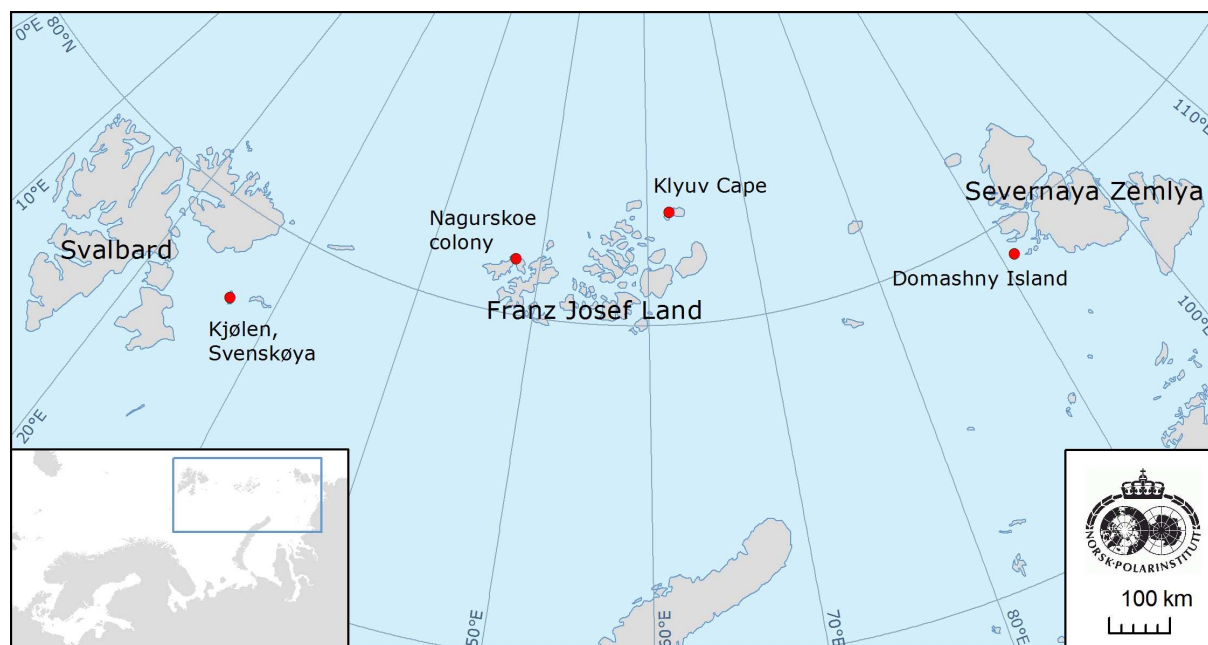 0°E
80°N
110°E
10°E
Klyuv Cape
Severnaya Zemlya
Nagurskoe
colony
Svalbard
Domashny Island
Franz Josef Land
100°E
Kjølen,
Svenskøya
20°E
NORSK·POLARINSTITUTT
100 km
50°E
60°E
70°E
80°E